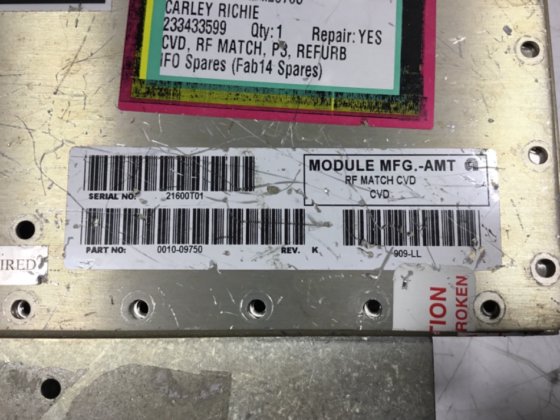 CARLEY RICHIE
233433599 Qty: 1 Repair: YES
CVD, RF MATCH, P3, REFURB
iFO Spares (Fab14 Spares)
MODULE MFG.-AMT
RF MATCH CVD
CVD
SERIAL NO: 21600T01
PART NO: 0010-09750 REV. K 909-LL
IRED
TION
ROKEN